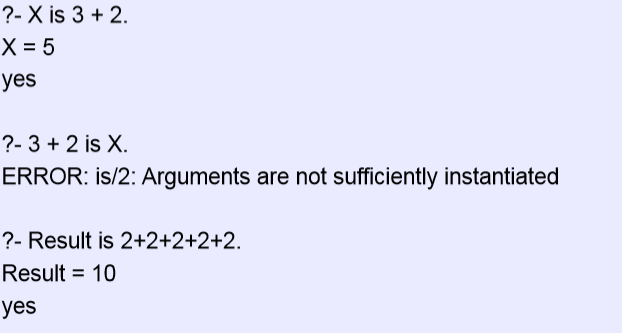 ?- X is 3 + 2.
X = 5
yes
?- 3 + 2 is X.
ERROR: is/2: Arguments are not sufficiently instantiated
?- Result is 2+2+2+2+2.
Result = 10
yes